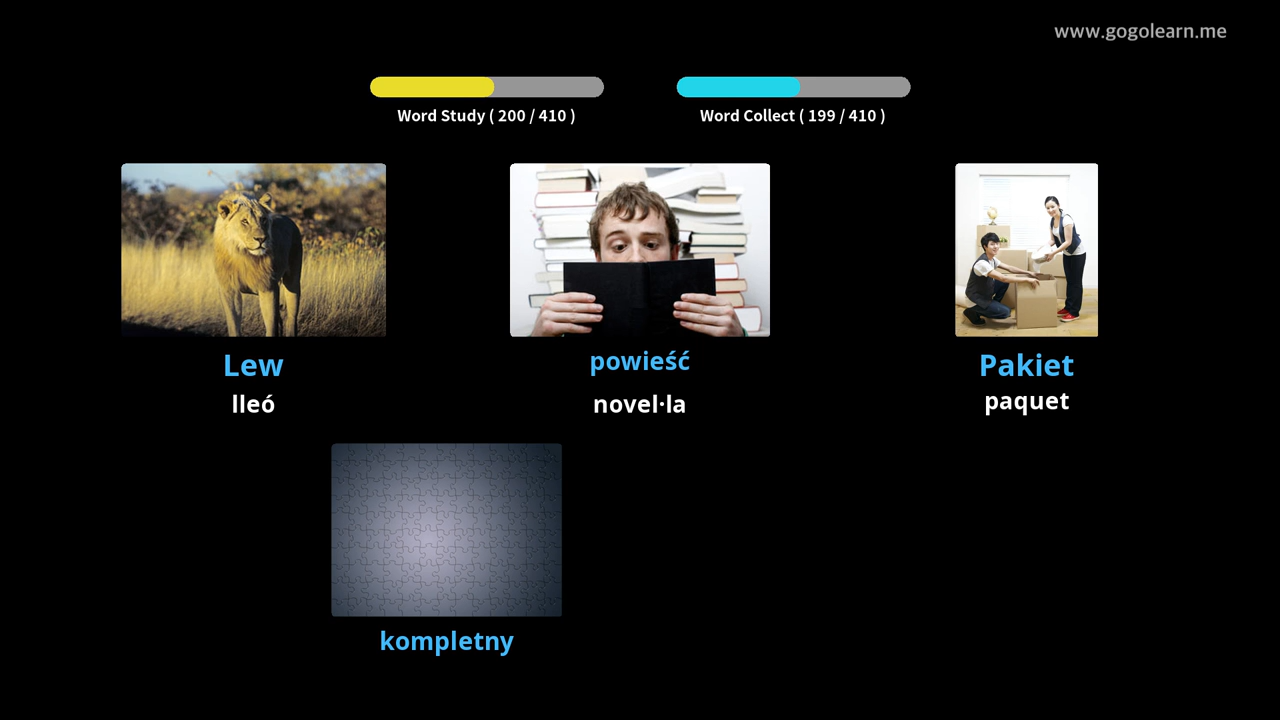 www.gogolearn.me
Word Study ( 200 / 410 )
Word Collect ( 199 / 410 )
Lew
powieść
Pakiet
lleó
novel·la
paquet
kompletny